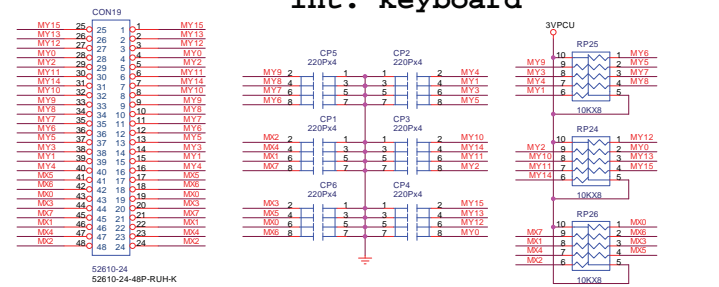 Int. Keyboard
CON19
MY15 25 25 1 1 MY15
MY13 26 26 2 2 MY13
MY12 27 27 3 3 MY12
MY0 28 28 4 4 MY0
MY2 29 29 5 5 MY2
MY11 30 30 6 6 MY11
MY14 31 31 7 7 MY14
MY10 32 32 8 8 MY10
MY9 33 33 9 9 MY9
MY8 34 34 10 10 MY8
MY7 35 35 11 11 MY7
MY6 36 36 12 12 MY6
MY5 37 37 13 13 MY5
MY3 38 38 14 14 MY3
MY1 39 39 15 15 MY1
MY4 40 40 16 16 MY4
MX5 41 41 17 17 MX5
MX6 42 42 18 18 MX6
MX0 43 43 19 19 MX0
MX3 44 44 20 20 MX3
MX7 45 45 21 21 MX7
MX1 46 46 22 22 MX1
MX4 47 47 23 23 MX4
MX2 48 48 24 24 MX2
52610-24
52610-24-48P-RUH-K
CP5 CP2
220Px4 220Px4
MY9 2 1 1 2 MY4
MY8 4 3 3 4 MY1
MY7 6 5 5 6 MY3
MY6 8 7 7 8 MY5
CP1 CP3
220Px4 220Px4
MX2 2 1 1 2 MY10
MX4 4 3 3 4 MY14
MX1 6 5 5 6 MY11
MX7 8 7 7 8 MY2
CP6 CP4
220Px4 220Px4
MX3 2 1 1 2 MY15
MX5 4 3 3 4 MY13
MX0 6 5 5 6 MY12
MX6 8 7 7 8 MY0
3VPCU
RP25
10 1 MY6
MY9 9 2 MY5
MY3 8 3 MY7
MY4 7 4 MY8
MY1 6 5
10KX8
RP24
10 1 MY12
MY2 9 2 MY0
MY10 8 3 MY13
MY11 7 4 MY15
MY14 6 5
10KX8
RP26
10 1 MX0
MX7 9 2 MX6
MX1 8 3 MX3
MX4 7 4 MX5
MX2 6 5
10KX8